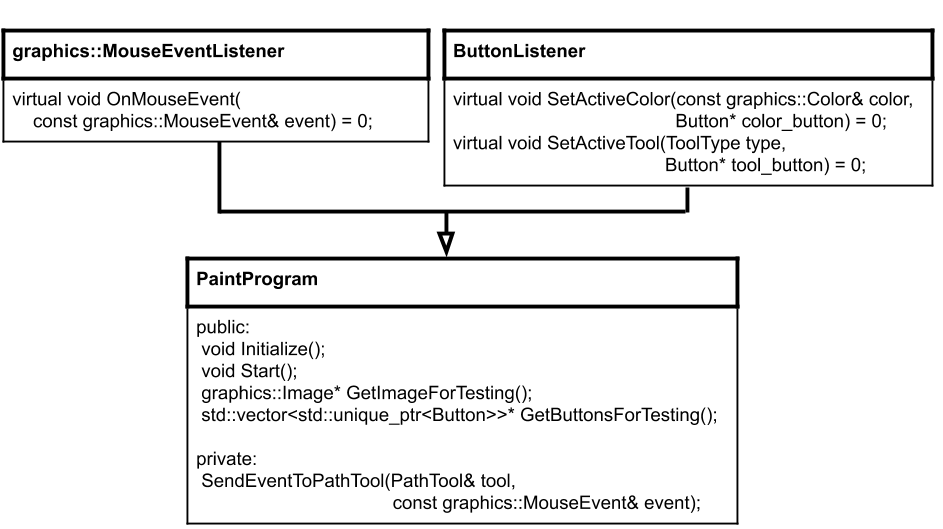 graphics::MouseEventListener
virtual void OnMouseEvent(
const graphics::MouseEvent& event) = 0;
ButtonListener
virtual void SetActiveColor(const graphics::Color& color,
Button* color_button) = 0;
virtual void SetActiveTool(ToolType type,
Button* tool_button) = 0;
PaintProgram
public:
void Initialize();
void Start();
graphics::Image* GetImageForTesting();
std::vector<std::unique_ptr<Button>>* GetButtonsForTesting();
private:
SendEventToPathTool(PathTool& tool,
const graphics::MouseEvent& event);